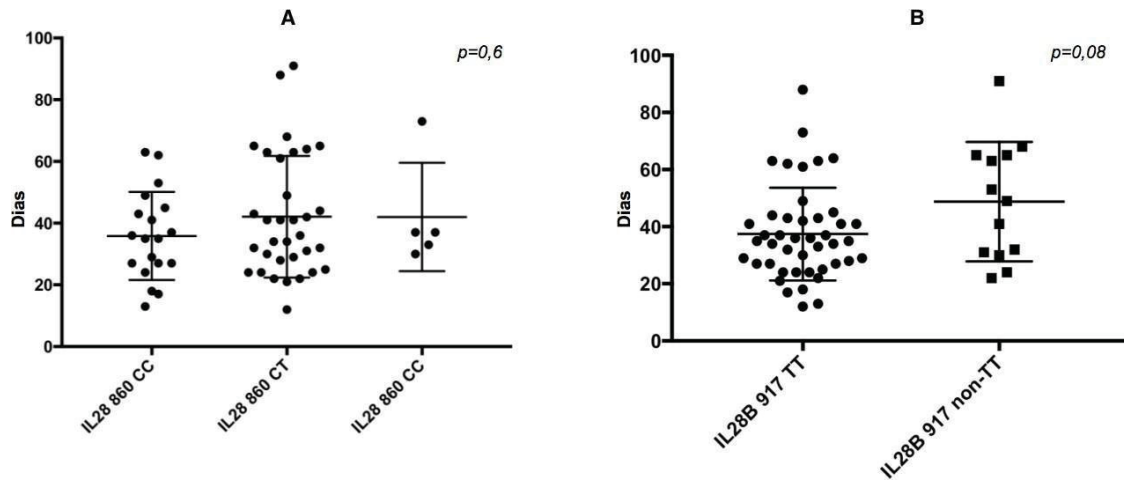 A
p=0,6
Dias
100
80
60
40
20
0
IL28 860 CC
IL28 860 CT
IL28 860 CC
B
p=0,08
Dias
100
80
60
40
20
0
IL28B 917 TT
IL28B 917 non-TT